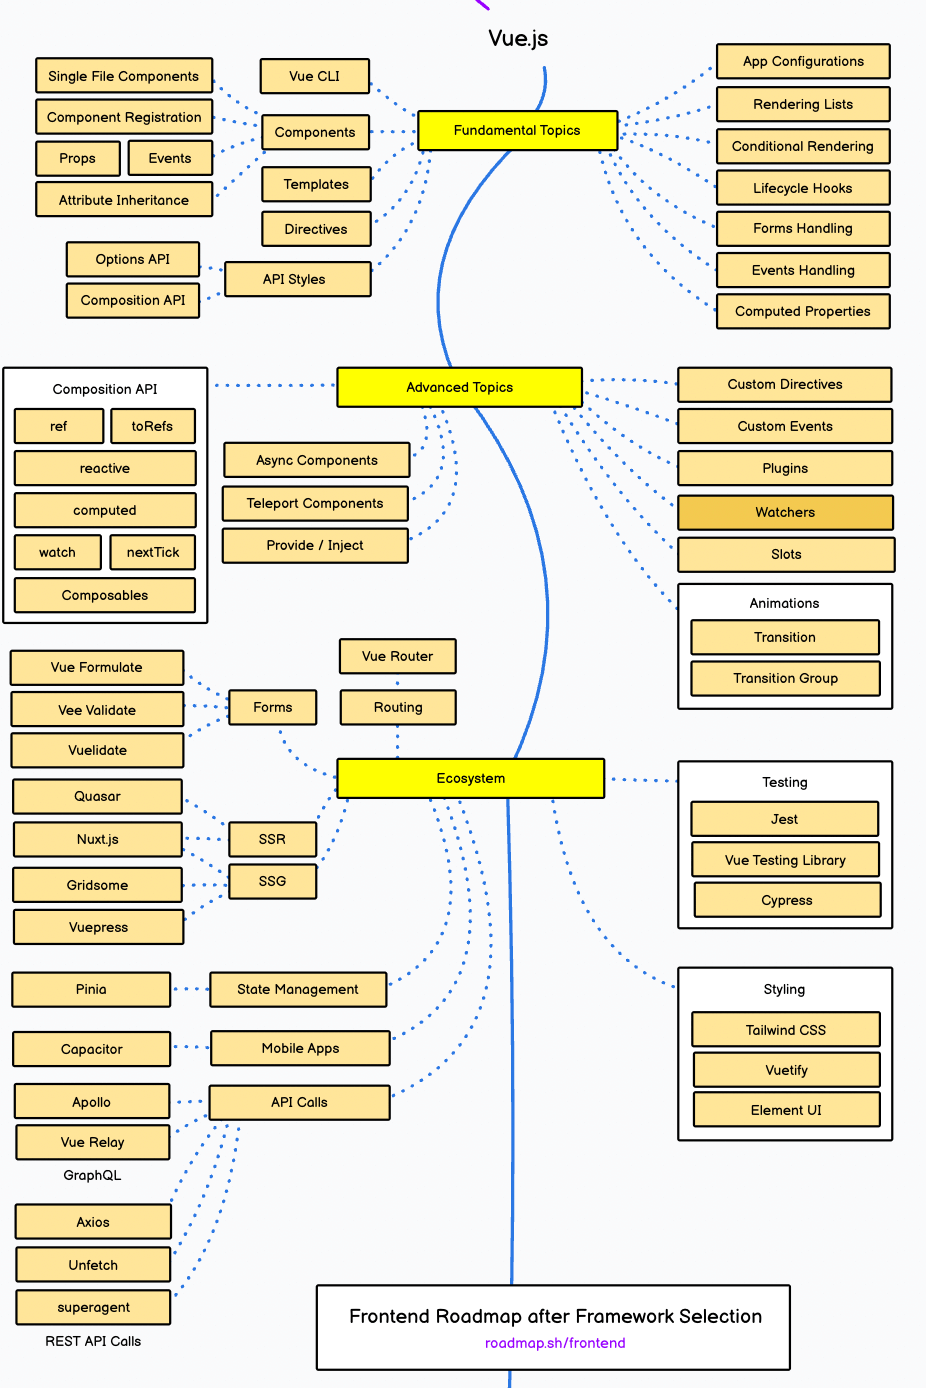 Vue.js
Fundamental Topics
Single File Components
Component Registration
Props
Events
Attribute Inheritance
Vue CLI
Components
Templates
Directives
API Styles
Options API
Composition API
App Configurations
Rendering Lists
Conditional Rendering
Lifecycle Hooks
Forms Handling
Events Handling
Computed Properties
Advanced Topics
Composition API
ref
toRefs
reactive
computed
watch
nextTick
Composables
Async Components
Teleport Components
Provide / Inject
Custom Directives
Custom Events
Plugins
Watchers
Slots
Animations
Transition
Transition Group
Ecosystem
Vue Router
Routing
Forms
Vue Formulate
Vee Validate
Vuelidate
Quasar
Nuxt.js
Gridsome
Vuepress
SSR
SSG
Pinia
State Management
Capacitor
Mobile Apps
API Calls
Apollo
Vue Relay
GraphQL
Axios
Unfetch
superagent
REST API Calls
Testing
Jest
Vue Testing Library
Cypress
Styling
Tailwind CSS
Vuetify
Element UI
Frontend Roadmap after Framework Selection
roadmap.sh/frontend